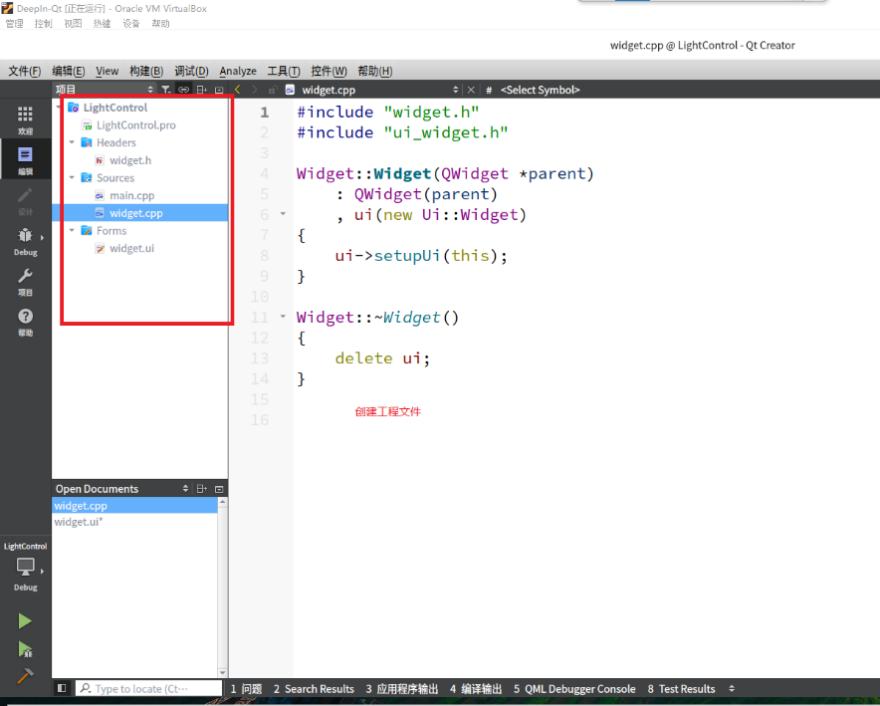 DeepIn-Qt [正在运行] - Oracle VM VirtualBox
管理 控制 视图 热键 设备 帮助
widget.cpp @ LightControl - Qt Creator
文件(F) 编辑(E) View 构建(B) 调试(D) Analyze 工具(T) 控件(W) 帮助(H)
项目
widget.cpp # <Select Symbol>
欢迎
编辑
设计
Debug
项目
帮助
LightControl
LightControl.pro
Headers
widget.h
Sources
main.cpp
widget.cpp
Forms
widget.ui
1 #include "widget.h"
2 #include "ui_widget.h"
3
4 Widget::Widget(QWidget *parent)
5 : QWidget(parent)
6 , ui(new Ui::Widget)
7 {
8 ui->setupUi(this);
9 }
10
11 Widget::~Widget()
12 {
13 delete ui;
14 }
15
16
创建工程文件
Open Documents
widget.cpp
widget.ui*
LightControl
Debug
Type to locate (Ct...
1 问题 2 Search Results 3 应用程序输出 4 编译输出 5 QML Debugger Console 8 Test Results